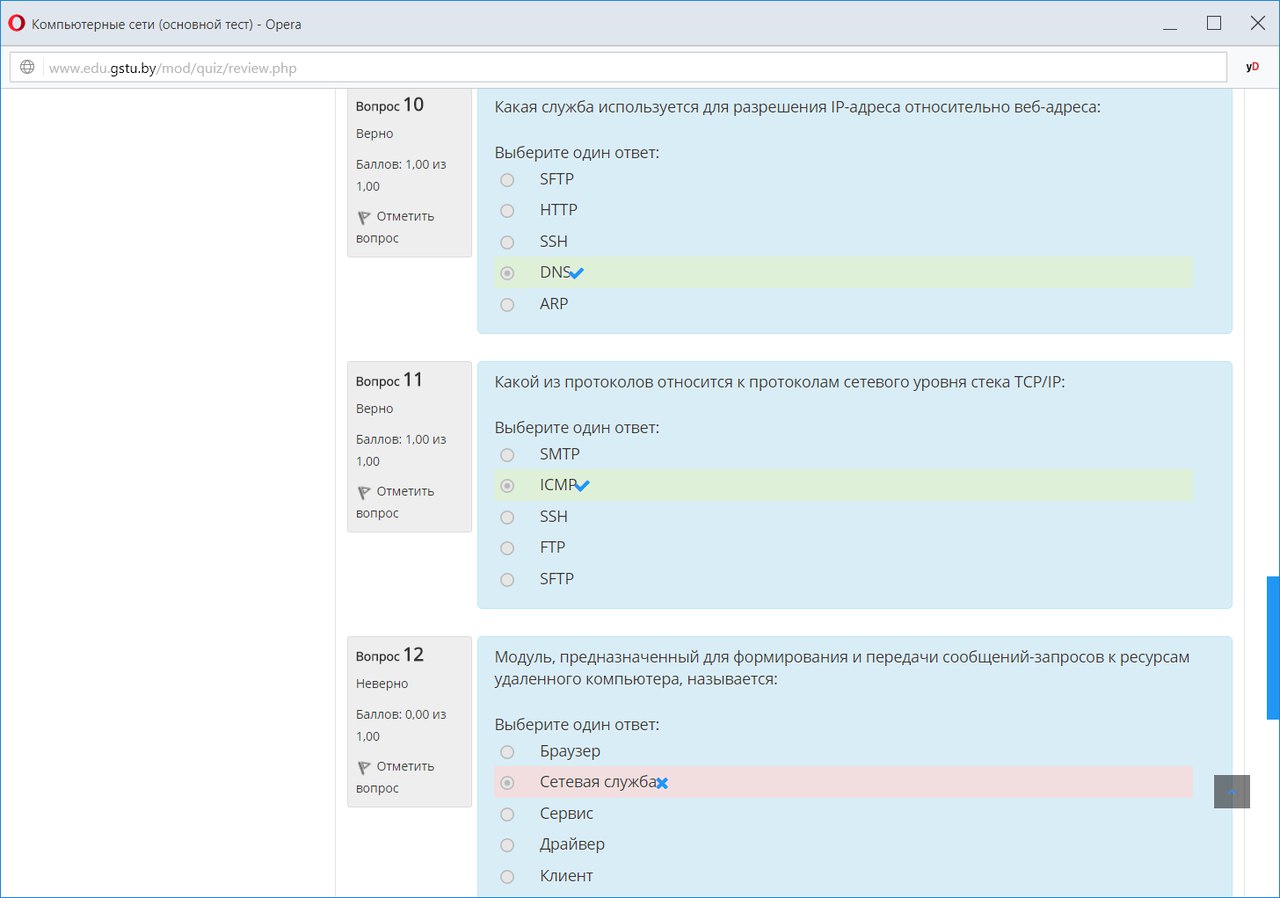 Компьютерные сети (основной тест) - Opera
www.edu.gstu.by/mod/quiz/review.php
yD
Вопрос 10
Верно
Баллов: 1,00 из
1,00
Отметить
вопрос
Какая служба используется для разрешения IP-адреса относительно веб-адреса:
Выберите один ответ:
SFTP
HTTP
SSH
DNS
ARP
Вопрос 11
Верно
Баллов: 1,00 из
1,00
Отметить
вопрос
Какой из протоколов относится к протоколам сетевого уровня стека TCP/IP:
Выберите один ответ:
SMTP
ICMP
SSH
FTP
SFTP
Вопрос 12
Неверно
Баллов: 0,00 из
1,00
Отметить
вопрос
Модуль, предназначенный для формирования и передачи сообщений-запросов к ресурсам
удаленного компьютера, называется:
Выберите один ответ:
Браузер
Сетевая служба
Сервис
Драйвер
Клиент